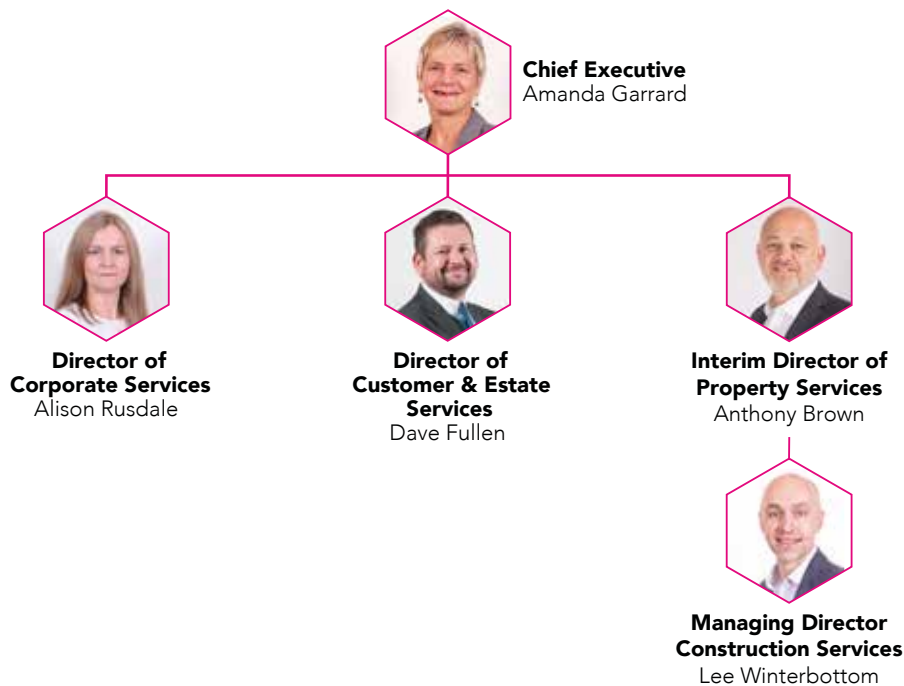 Chief Executive
Amanda Garrard
Director of
Corporate Services
Alison Rusdale
Director of
Customer & Estate
Services
Dave Fullen
Interim Director of
Property Services
Anthony Brown
Managing Director
Construction Services
Lee Winterbottom